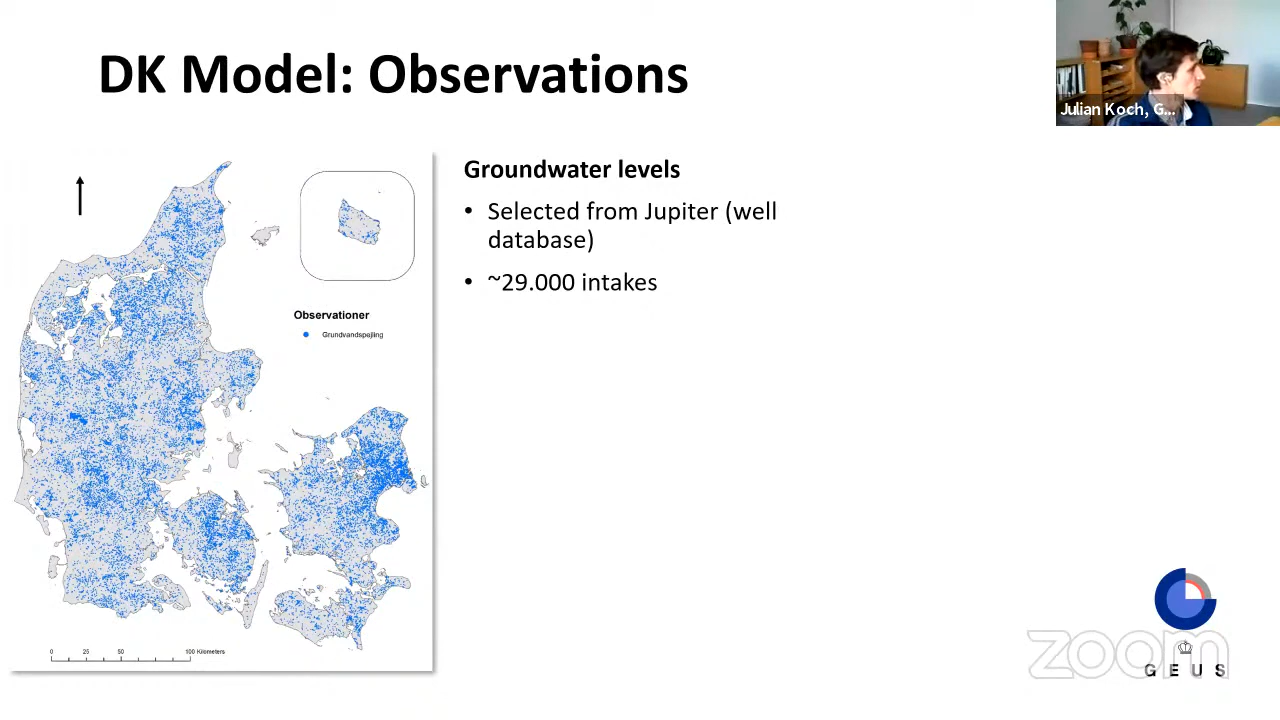 DK Model: Observations
Julian Koch, G...
Groundwater levels
• Selected from Jupiter (well
database)
• ~29.000 intakes
Observationer
Grundvandspejling
0 25 50 100 Kilometers
zoom
G E U S